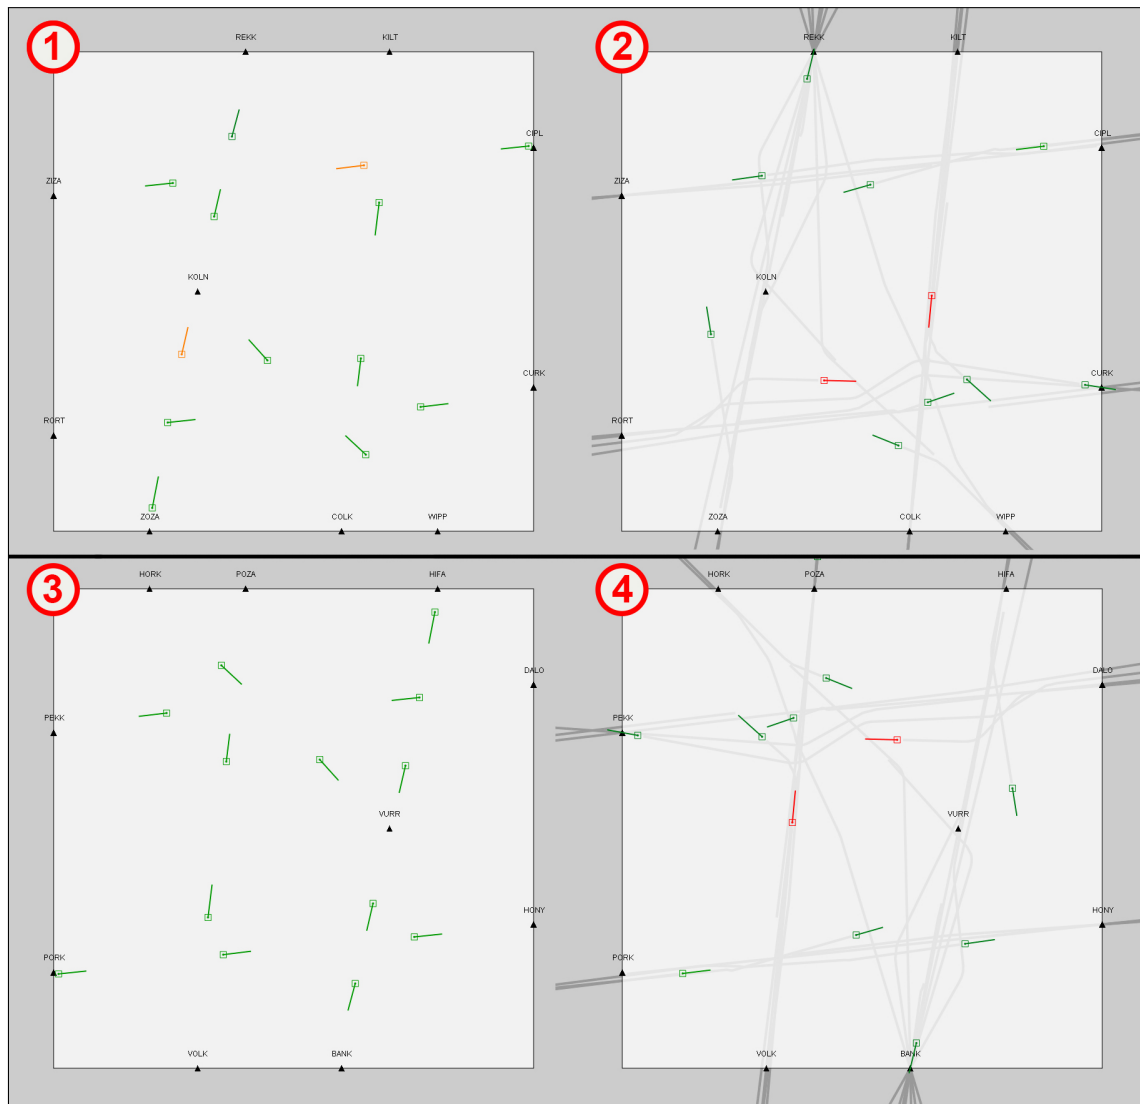 1
REKK KILT
CIPL
ZIZA
KOLN
CURK
RORT
ZOZA COLK WIPP
2
REKK KILT
CIPL
ZIZA
KOLN
CURK
RORT
ZOZA COLK WIPP
3
HORK POZA HIFA
DALO
PEKK
VURR
HONY
PORK
VOLK BANK
4
HORK POZA HIFA
DALO
PEKK
VURR
HONY
PORK
VOLK BANK